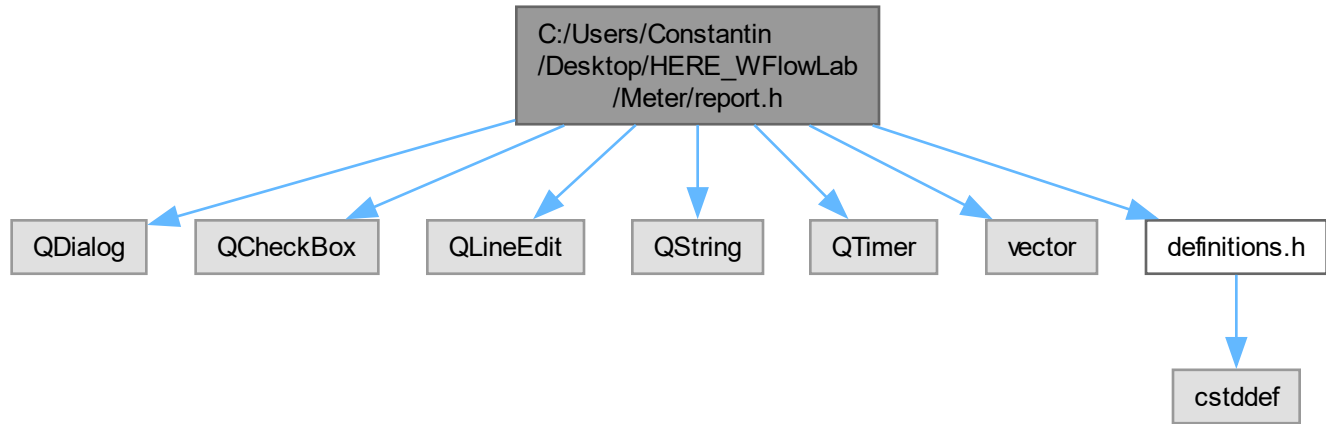 C:/Users/Constantin
/Desktop/HERE_WFlowLab
/Meter/report.h
QDialog
QCheckBox
QLineEdit
QString
QTimer
vector
definitions.h
cstddef